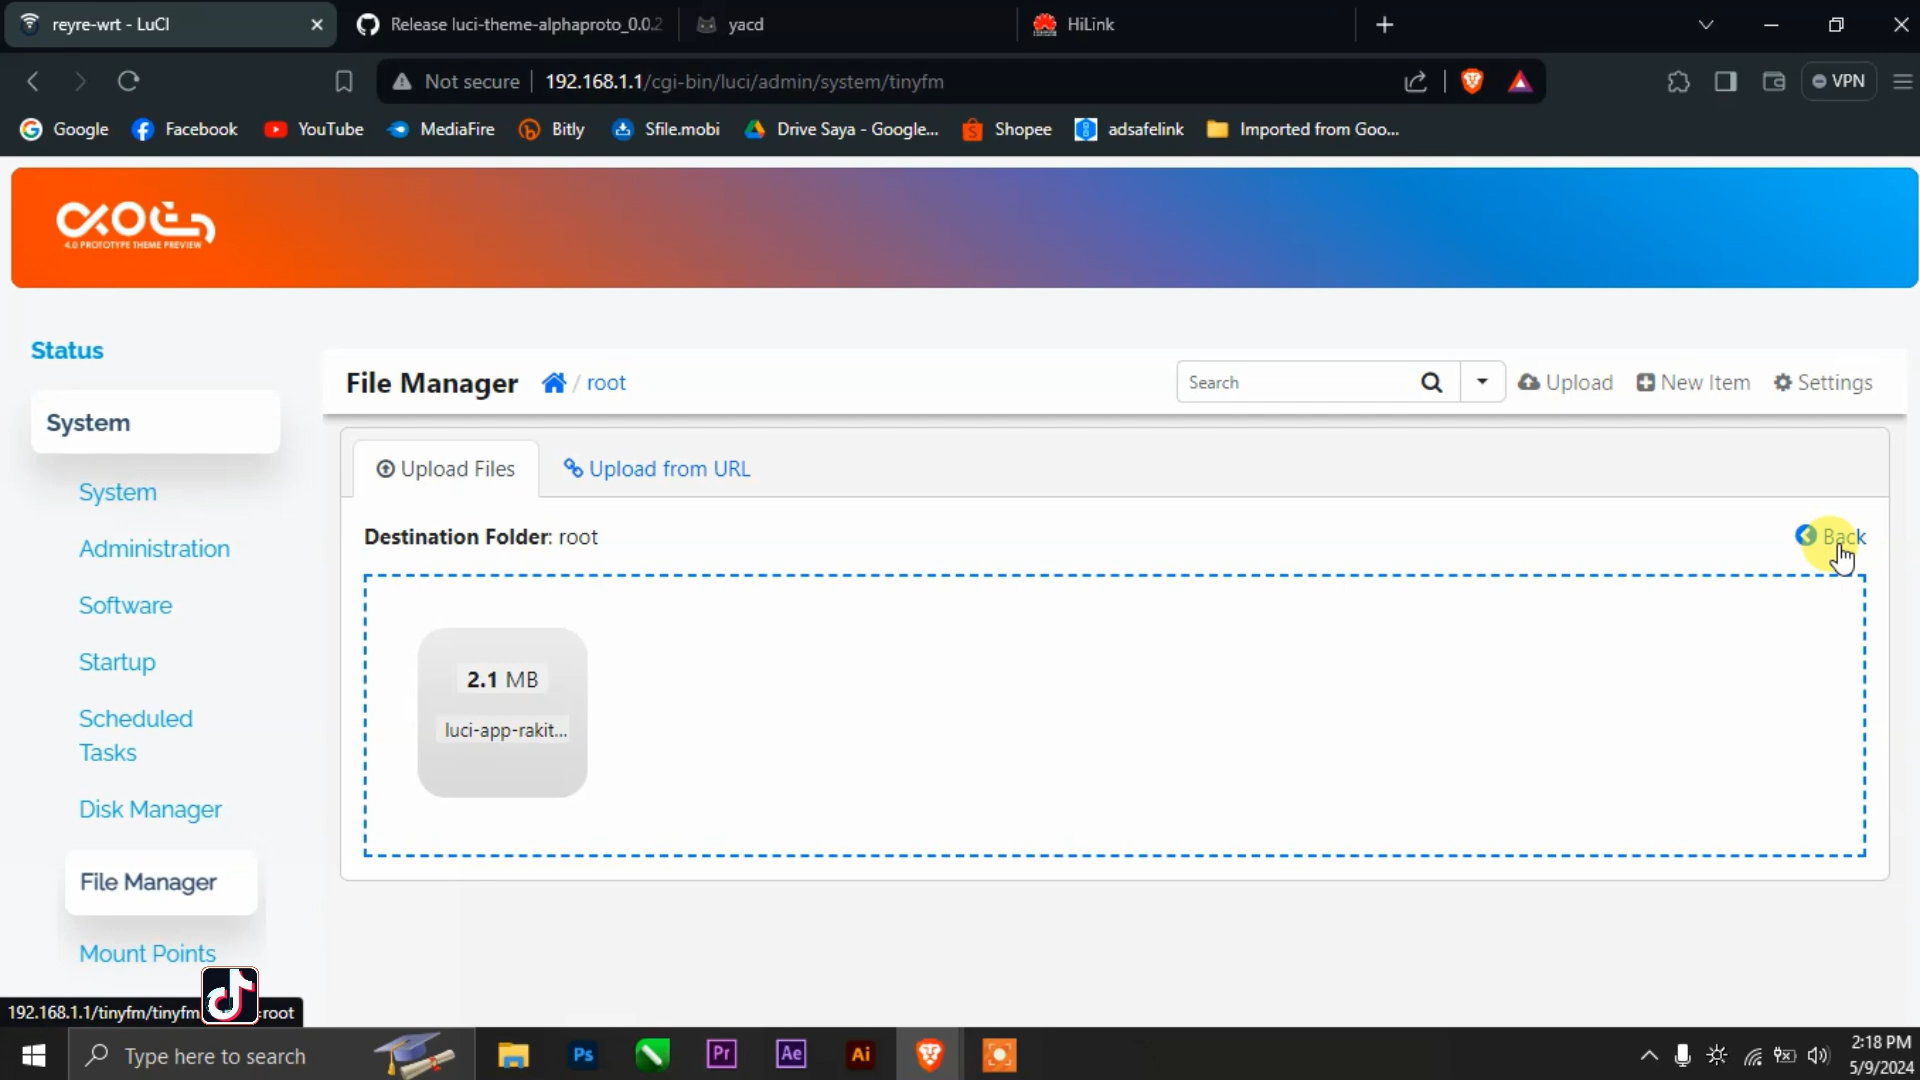 reyre-wrt - LuCI
Release luci-theme-alphaproto_0.0.2
yacd
HiLink
Not secure
192.168.1.1/cgi-bin/luci/admin/system/tinyfm
VPN
Google
Facebook
YouTube
MediaFire
Bitly
Sfile.mobi
Drive Saya - Google...
Shopee
adsafelink
Imported from Goo...
4.0 PROTOTYPE THEME PREVIEW
Status
System
System
Administration
Software
Startup
Scheduled
Tasks
Disk Manager
File Manager
Mount Points
File Manager
/ root
Search
Upload
New Item
Settings
Upload Files
Upload from URL
Destination Folder: root
Back
2.1 MB
luci-app-rakit...
192.168.1.1/tinyfm/tinyfm
root
Type here to search
Ps
Pr
Ae
Ai
2:18 PM
5/9/2024